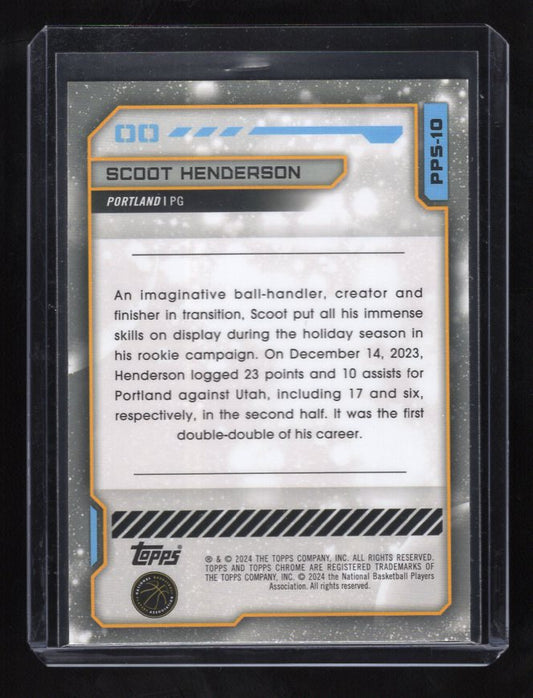 00
PPS-10
SCOOT HENDERSON
PORTLAND | PG
An imaginative ball-handler, creator and
finisher in transition, Scoot put all his immense
skills on display during the holiday season in
his rookie campaign. On December 14, 2023,
Henderson logged 23 points and 10 assists for
Portland against Utah, including 17 and six,
respectively, in the second half. It was the first
double-double of his career.
Topps®
® & © 2024 THE TOPPS COMPANY, INC. ALL RIGHTS RESERVED.
TOPPS AND TOPPS CHROME ARE REGISTERED TRADEMARKS OF
THE TOPPS COMPANY, INC. © 2024 the National Basketball Players
Association. All rights reserved.